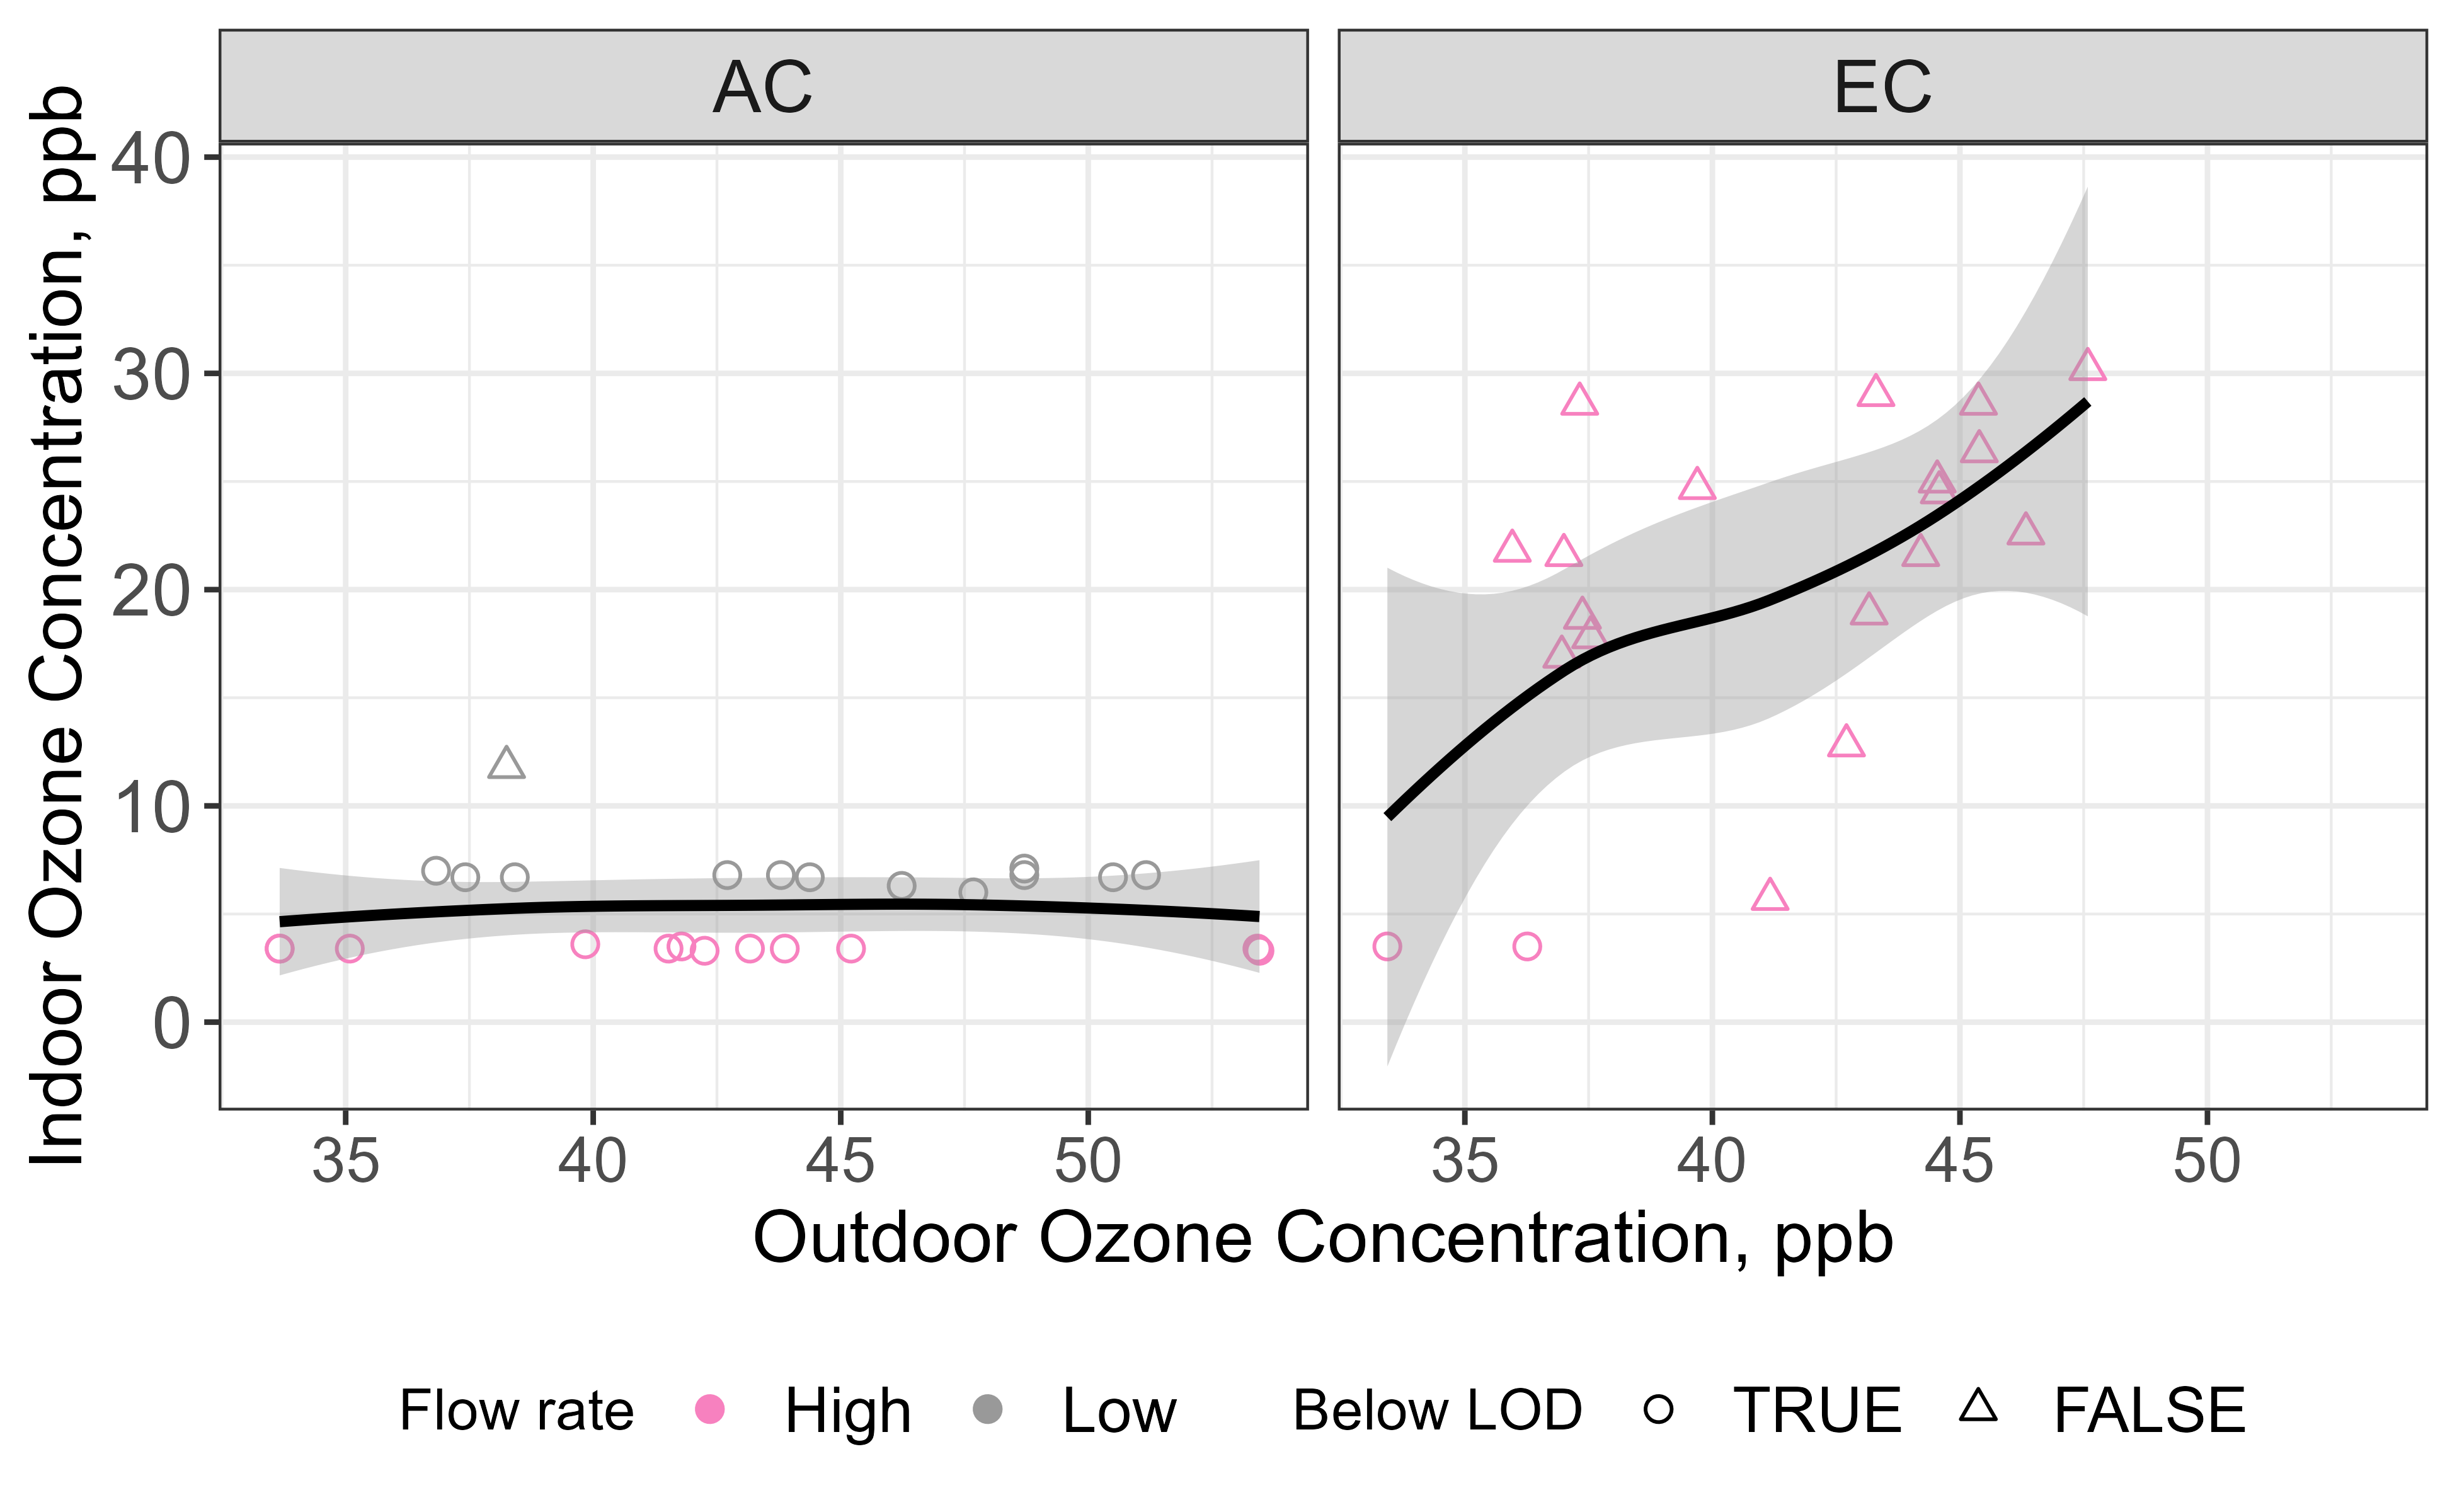 AC
EC
Indoor Ozone Concentration, ppb
40
30
20
10
0
35 40 45 50
35 40 45 50
Outdoor Ozone Concentration, ppb
Flow rate High Low Below LOD TRUE FALSE